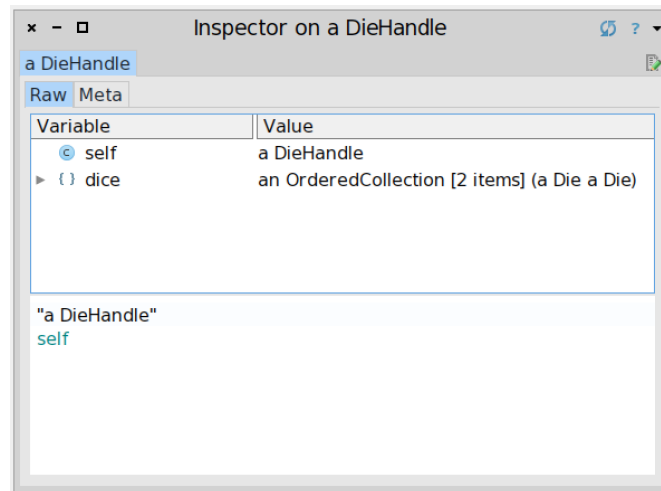 Inspector on a DieHandle ?
a DieHandle
Raw Meta
Variable Value
c self a DieHandle
{ } dice an OrderedCollection [2 items] (a Die a Die)
"a DieHandle"
self